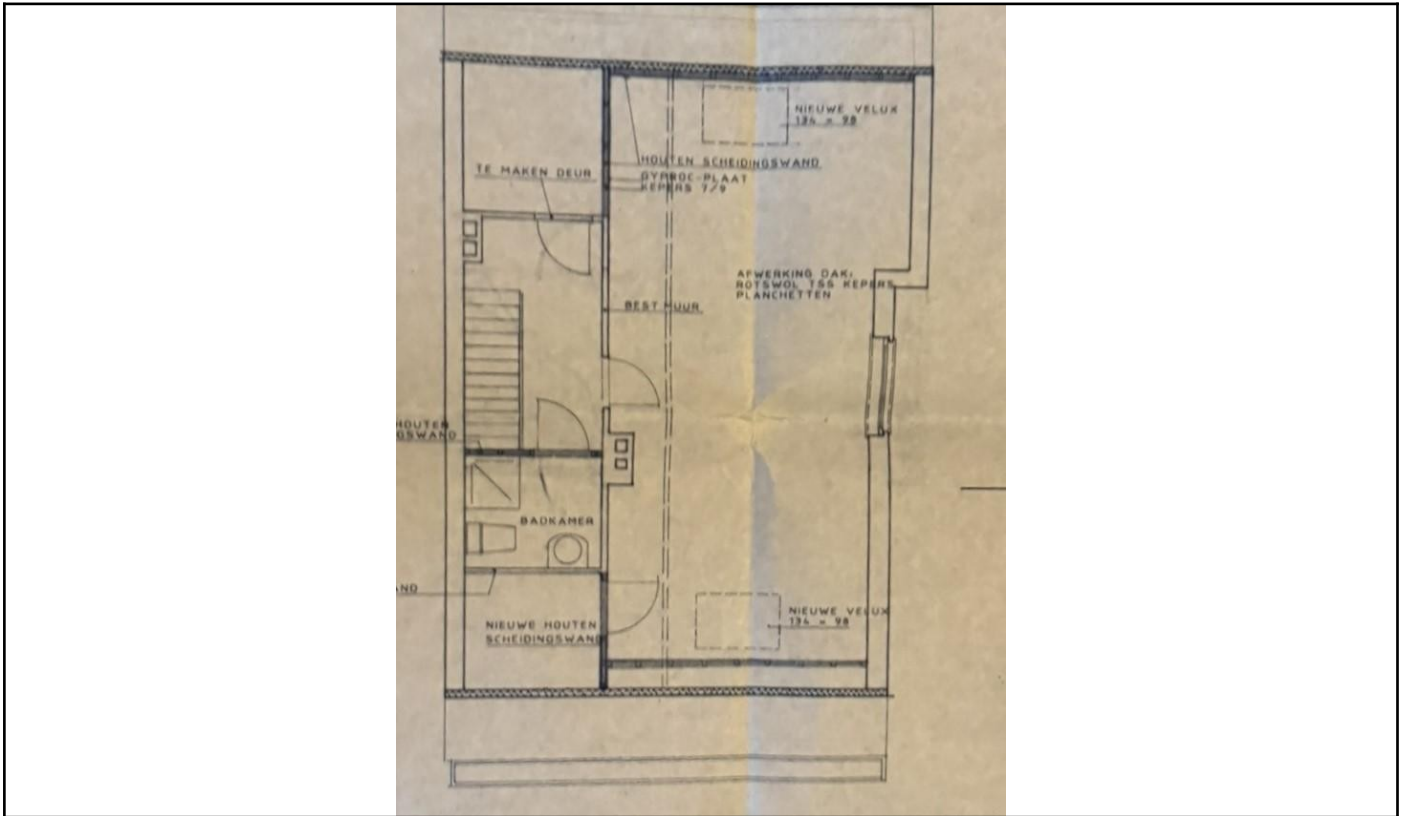 NIEUWE VELUX
134 = 98
HOUTEN SCHEIDINGSWAND
GYPROC-PLAAT
KEPERS 7/9
TE MAKEN DEUR
AFWERKING DAK:
ROTSWOL TSS KEPERS
PLANCHETTEN
BEST MUUR
HOUTEN
GSWAND
BADKAMER
AND
NIEUWE HOUTEN
SCHEIDINGSWAND
NIEUWE VELUX
134 = 98